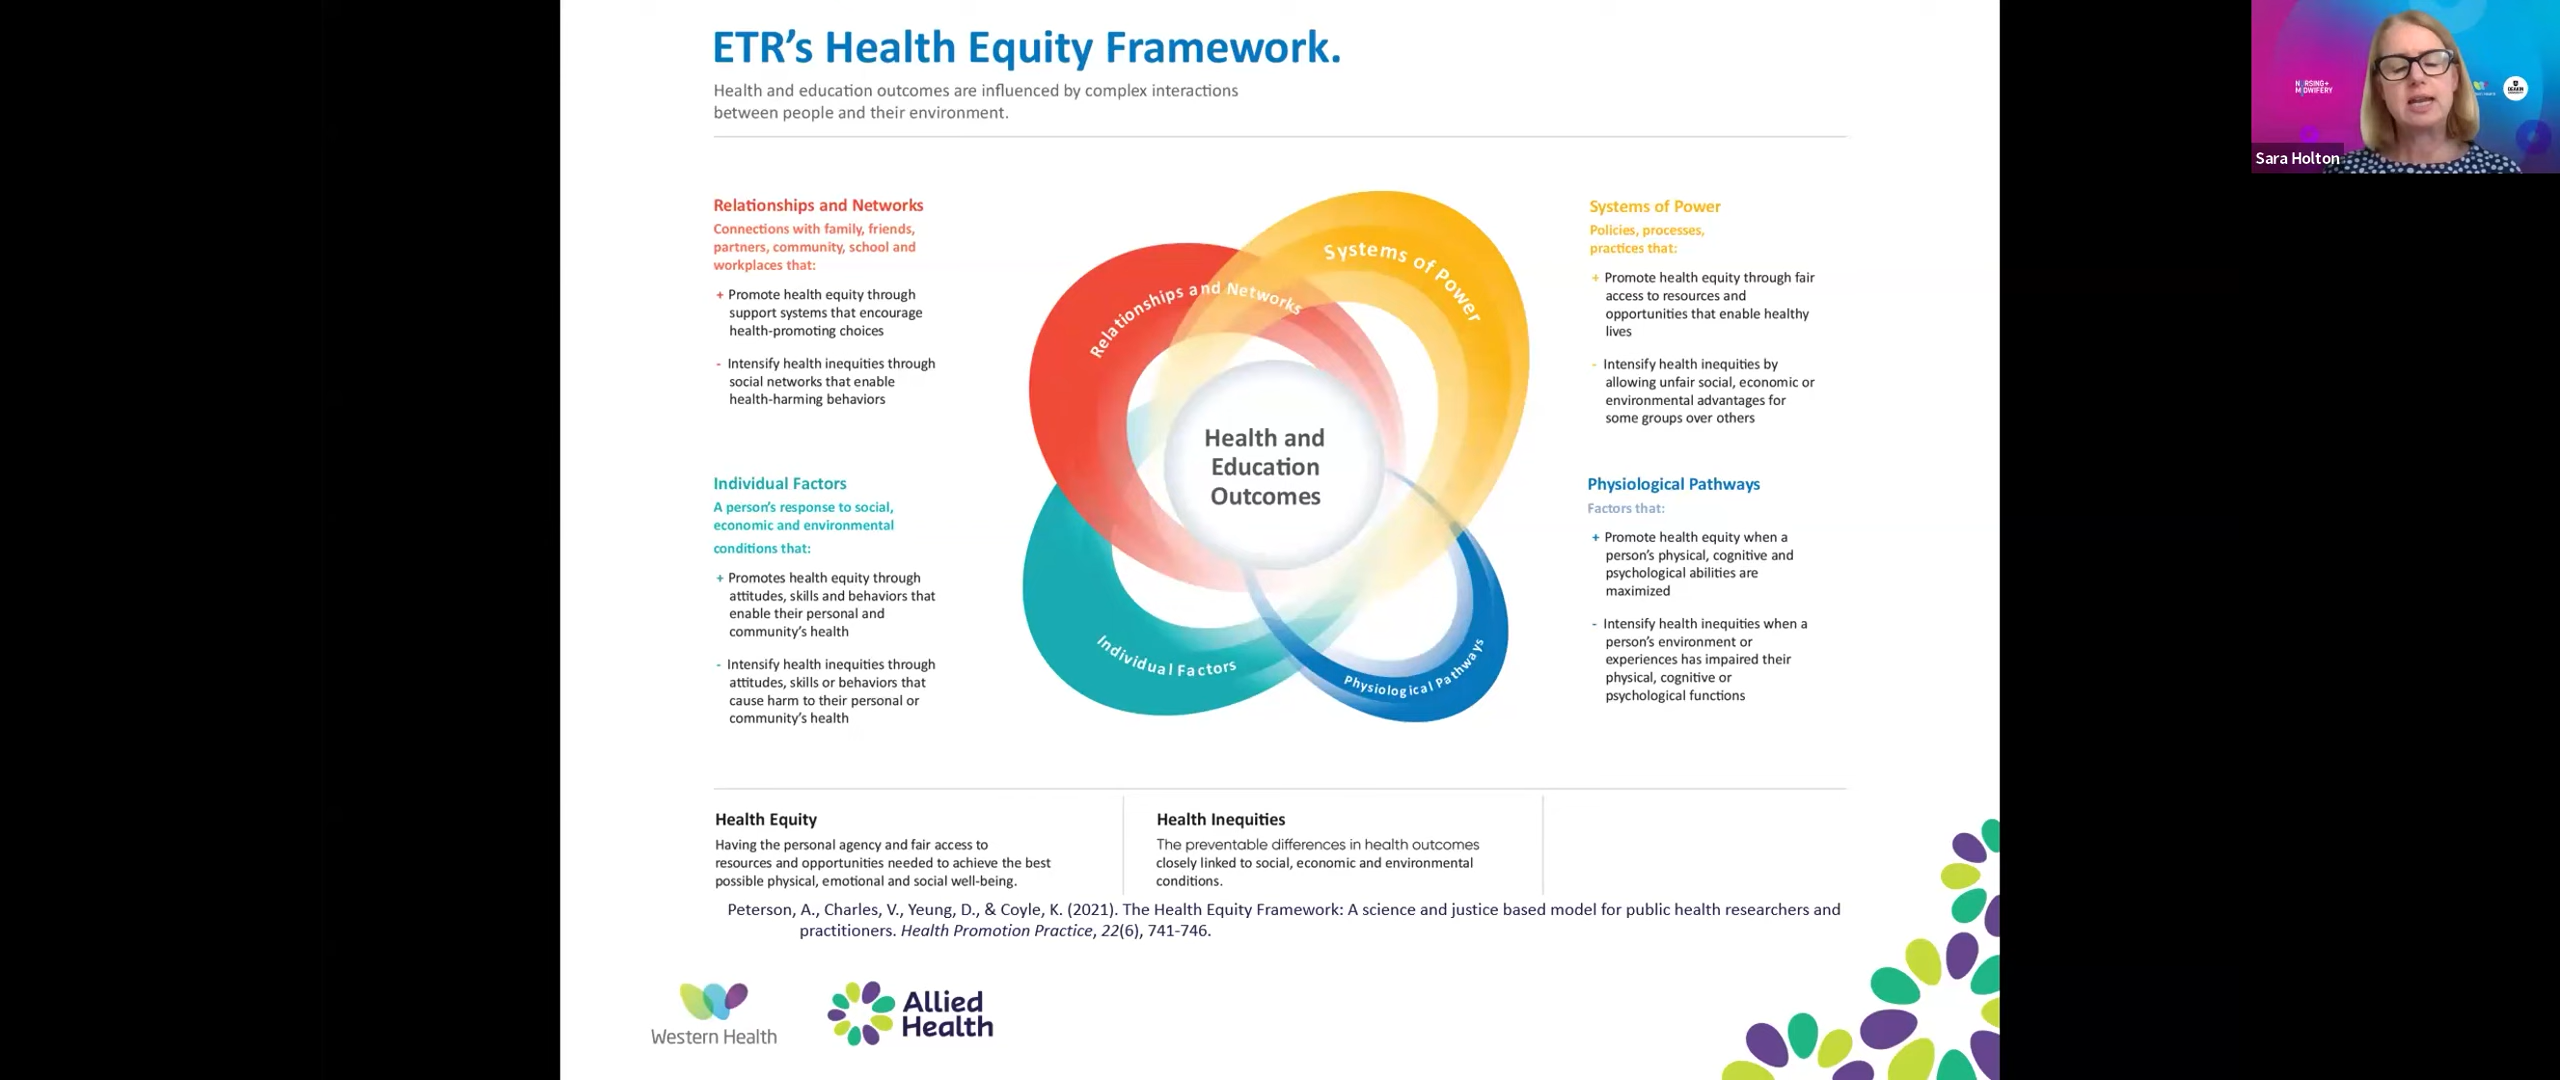 ETR’s Health Equity Framework.
Health and education outcomes are influenced by complex interactions
between people and their environment.
Relationships and Networks
Connections with family, friends,
partners, community, school and
workplaces that:
+ Promote health equity through
support systems that encourage
health-promoting choices
- Intensify health inequities through
social networks that enable
health-harming behaviors
Individual Factors
A person’s response to social,
economic and environmental
conditions that:
+ Promotes health equity through
attitudes, skills and behaviors that
enable their personal and
community’s health
- Intensify health inequities through
attitudes, skills or behaviors that
cause harm to their personal or
community’s health
Relationships and Networks
Systems of Power
Health and
Education
Outcomes
Individual Factors
Physiological Pathways
Systems of Power
Policies, processes,
practices that:
+ Promote health equity through fair
access to resources and
opportunities that enable healthy
lives
- Intensify health inequities by
allowing unfair social, economic or
environmental advantages for
some groups over others
Physiological Pathways
Factors that:
+ Promote health equity when a
person’s physical, cognitive and
psychological abilities are
maximized
- Intensify health inequities when a
person’s environment or
experiences has impaired their
physical, cognitive or
psychological functions
Health Equity
Having the personal agency and fair access to
resources and opportunities needed to achieve the best
possible physical, emotional and social well-being.
Health Inequities
The preventable differences in health outcomes
closely linked to social, economic and environmental
conditions.
Peterson, A., Charles, V., Yeung, D., & Coyle, K. (2021). The Health Equity Framework: A science and justice based model for public health researchers and
practitioners. Health Promotion Practice, 22(6), 741-746.
Western Health
Allied
Health
NURSING+
MIDWIFERY
Sara Holton